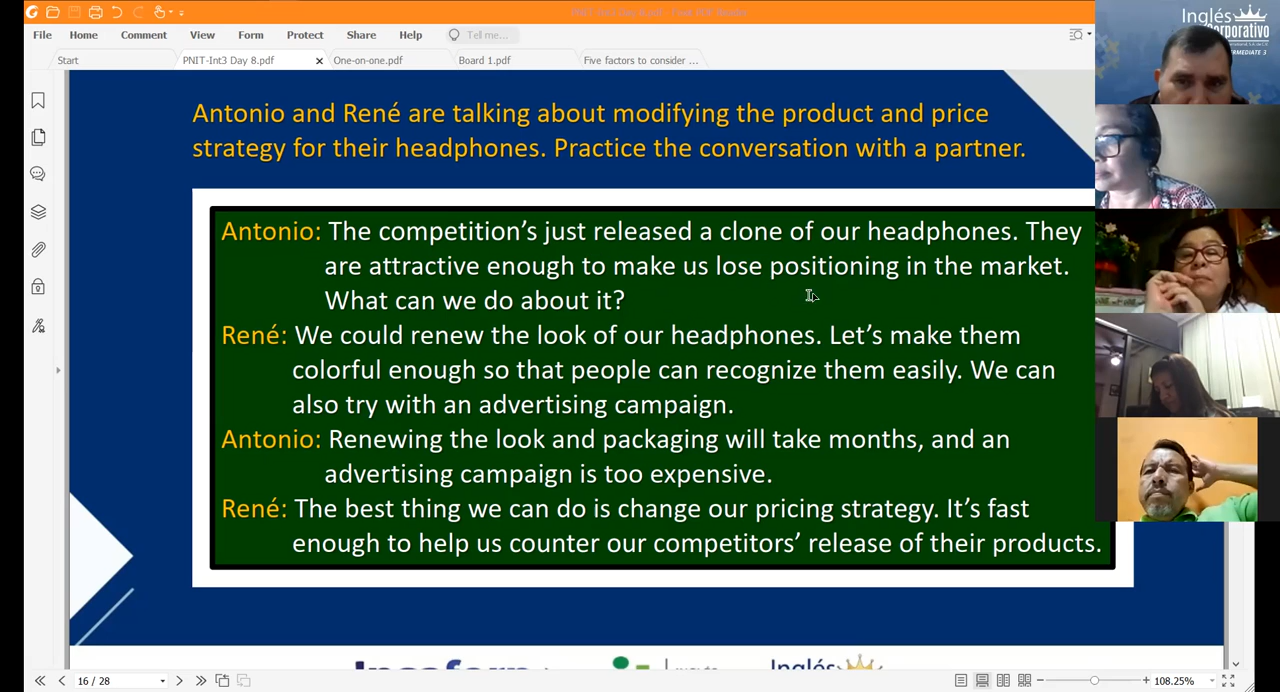 File Home Comment View Form Protect Share Help Tell me...
Start PNIT-Int3 Day 8.pdf One-on-one.pdf Board 1.pdf Five factors to consider ...
Inglés
Corporativo
INTERMEDIATE 3
Antonio and René are talking about modifying the product and price
strategy for their headphones. Practice the conversation with a partner.
Antonio: The competition's just released a clone of our headphones. They
are attractive enough to make us lose positioning in the market.
What can we do about it?
René: We could renew the look of our headphones. Let's make them
colorful enough so that people can recognize them easily. We can
also try with an advertising campaign.
Antonio: Renewing the look and packaging will take months, and an
advertising campaign is too expensive.
René: The best thing we can do is change our pricing strategy. It's fast
enough to help us counter our competitors' release of their products.
Inglés
16 / 28 108.25%